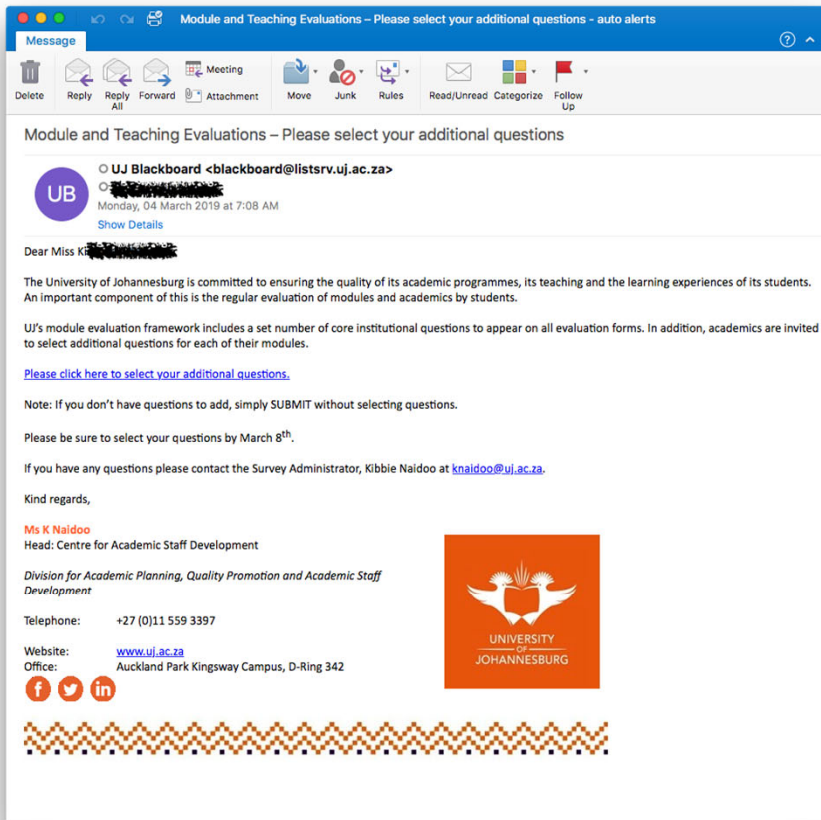 Module and Teaching Evaluations – Please select your additional questions - auto alerts
Message
Delete
Reply
Reply All
Forward
Meeting
Attachment
Move
Junk
Rules
Read/Unread
Categorize
Follow Up
Module and Teaching Evaluations – Please select your additional questions
UB
UJ Blackboard <blackboard@listsrv.uj.ac.za>
Monday, 04 March 2019 at 7:08 AM
Show Details
Dear Miss
The University of Johannesburg is committed to ensuring the quality of its academic programmes, its teaching and the learning experiences of its students.
An important component of this is the regular evaluation of modules and academics by students.
UJ's module evaluation framework includes a set number of core institutional questions to appear on all evaluation forms. In addition, academics are invited
to select additional questions for each of their modules.
Please click here to select your additional questions.
Note: If you don't have questions to add, simply SUBMIT without selecting questions.
Please be sure to select your questions by March 8th.
If you have any questions please contact the Survey Administrator, Kibbie Naidoo at knaidoo@uj.ac.za.
Kind regards,
Ms K Naidoo
Head: Centre for Academic Staff Development
Division for Academic Planning, Quality Promotion and Academic Staff
Development
Telephone: +27 (0)11 559 3397
Website: www.uj.ac.za
Office: Auckland Park Kingsway Campus, D-Ring 342
f
in
UNIVERSITY
OF
JOHANNESBURG